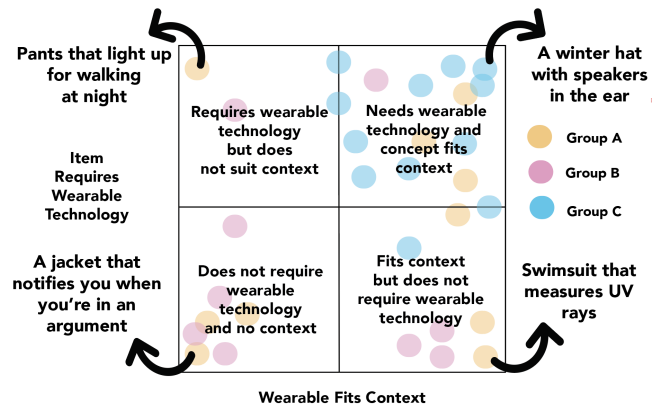 Pants that light up
for walking
at night
A winter hat
with speakers
in the ear
Requires wearable
technology
but does
not suit context
Needs wearable
technology and
concept fits
context
Group A
Group B
Group C
Item
Requires
Wearable
Technology
A jacket that
notifies you when
you're in an
argument
Does not require
wearable
technology
and no context
Fits context
but does not
require wearable
technology
Swimsuit that
measures UV
rays
Wearable Fits Context